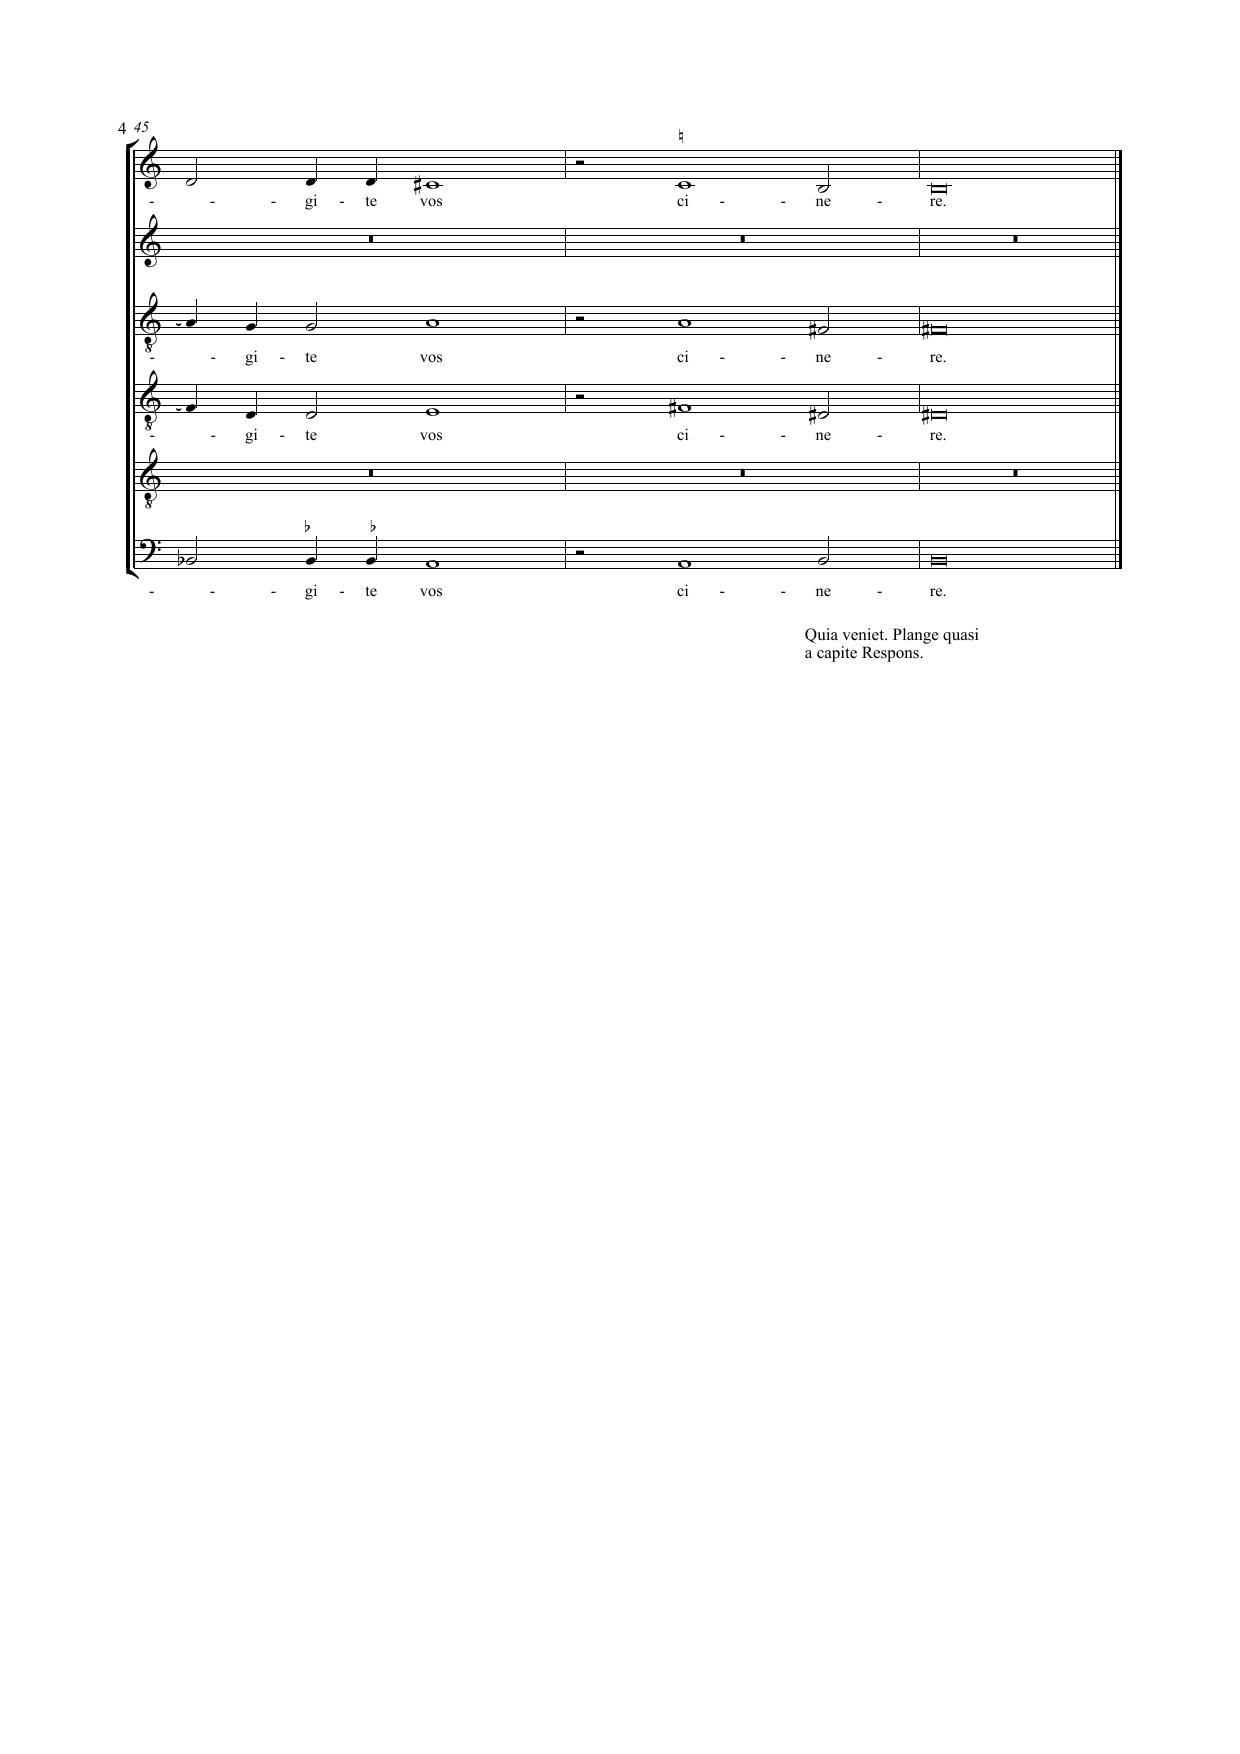 4 45
- - - gi - te vos ci - - ne - re.
- - gi - te vos ci - - ne - re.
- - gi - te vos ci - - ne - re.
- - - gi - te vos ci - - ne - re.
Quia veniet. Plange quasi
a capite Respons.